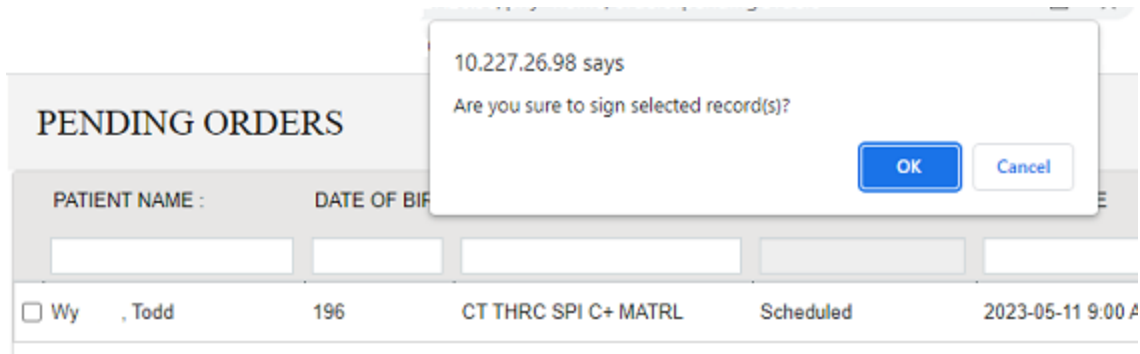 10.227.26.98 says
Are you sure to sign selected record(s)?
OK Cancel
PENDING ORDERS
PATIENT NAME : DATE OF BIR E
Wy , Todd 196 CT THRC SPI C+ MATRL Scheduled 2023-05-11 9:00 A